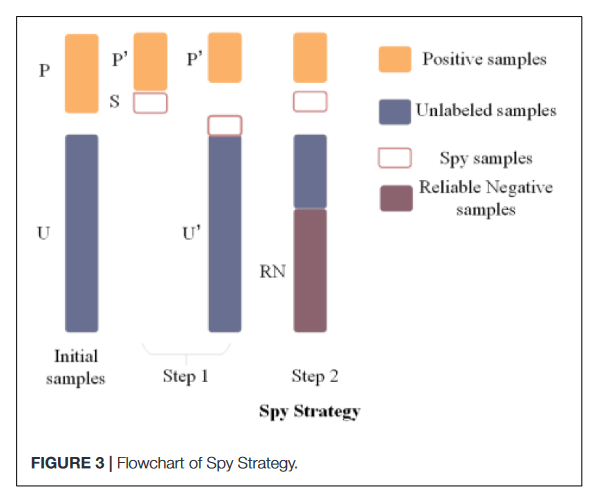 P
P’
P’
S
U
U’
RN
Positive samples
Unlabeled samples
Spy samples
Reliable Negative
samples
Initial
samples
Step 1
Step 2
Spy Strategy
FIGURE 3 | Flowchart of Spy Strategy.